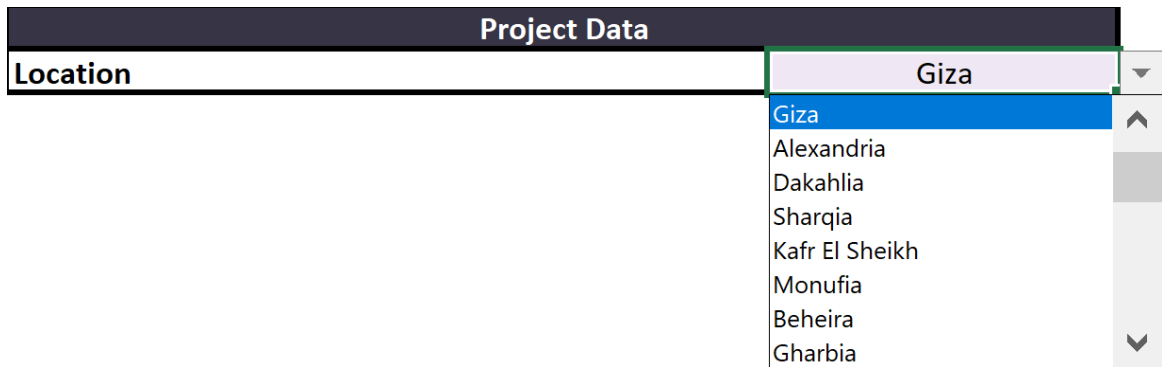 Project Data
Location Giza
Giza
Alexandria
Dakahlia
Sharqia
Kafr El Sheikh
Monufia
Beheira
Gharbia